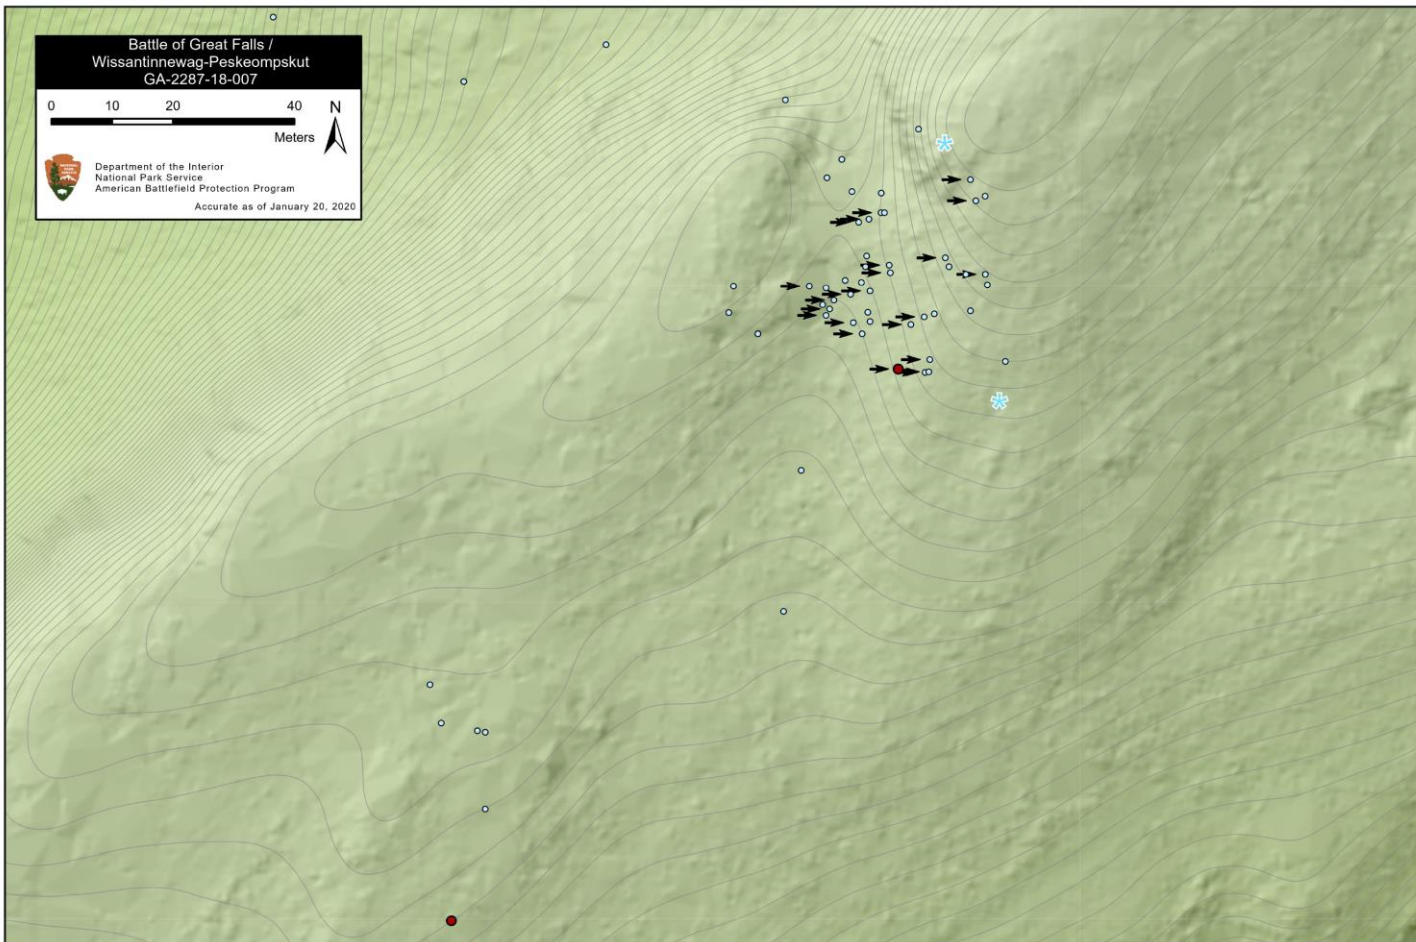 Battle of Great Falls /
Wissantinnewag-Peskeompskut
GA-2287-18-007
0 10 20 40
N
Meters
Department of the Interior
National Park Service
American Battlefield Protection Program
Accurate as of January 20, 2020